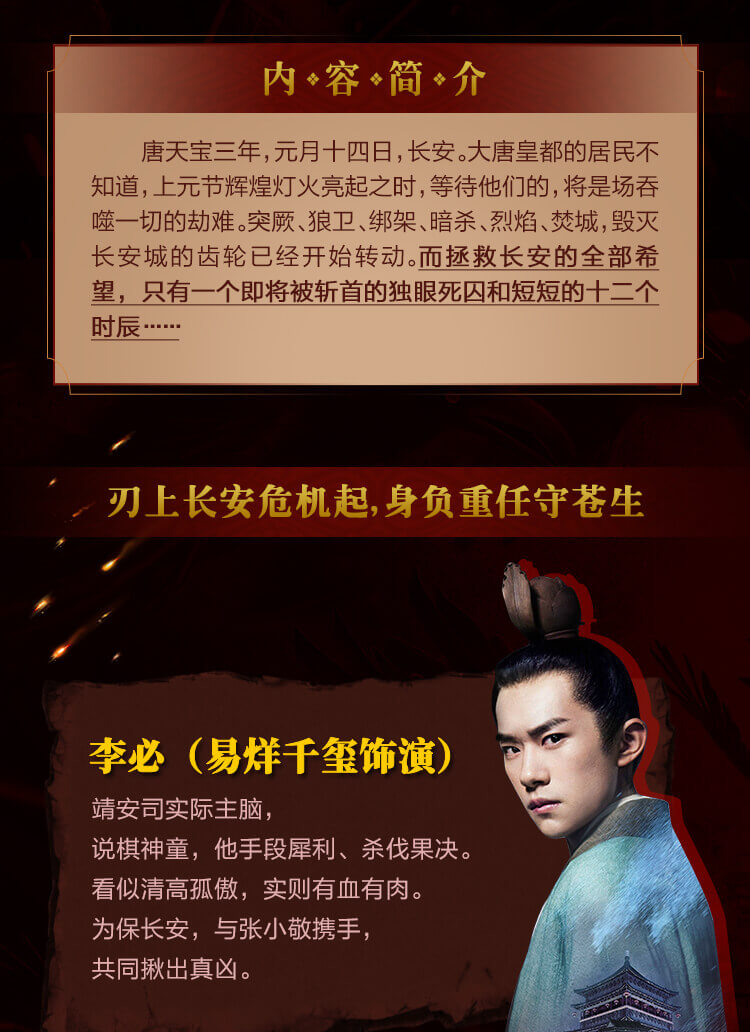 内容简介
唐天宝三年，元月十四日，长安。大唐皇都的居民不
知道，上元节辉煌灯火亮起之时，等待他们的，将是场吞
噬一切的劫难。突厥、狼卫、绑架、暗杀、烈焰、焚城，毁灭
长安城的齿轮已经开始转动。而拯救长安的全部希
望，只有一个即将被斩首的独眼死囚和短短的十二个
时辰……
刃上长安危机起，身负重任守苍生
李必（易烊千玺饰演）
靖安司实际主脑，
说棋神童，他手段犀利、杀伐果决。
看似清高孤傲，实则有血有肉。
为保长安，与张小敬携手，
共同揪出真凶。